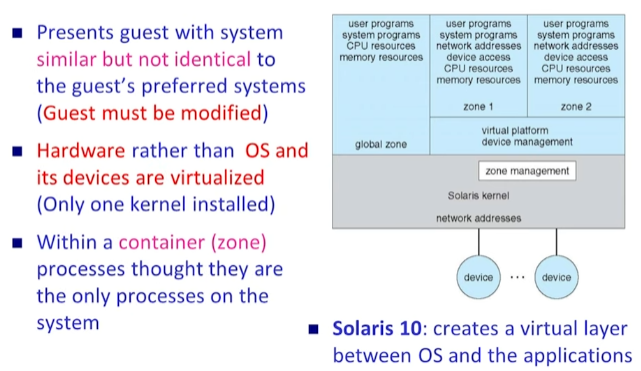 Presents guest with system
similar but not identical to
the guest's preferred systems
(Guest must be modified)
Hardware rather than OS and
its devices are virtualized
(Only one kernel installed)
Within a container (zone)
processes thought they are
the only processes on the
system
user programs
system programs
CPU resources
memory resources
global zone
user programs
system programs
network addresses
device access
CPU resources
memory resources
zone 1
user programs
system programs
network addresses
device access
CPU resources
memory resources
zone 2
virtual platform
device management
zone management
Solaris kernel
network addresses
device
...
device
Solaris 10: creates a virtual layer
between OS and the applications